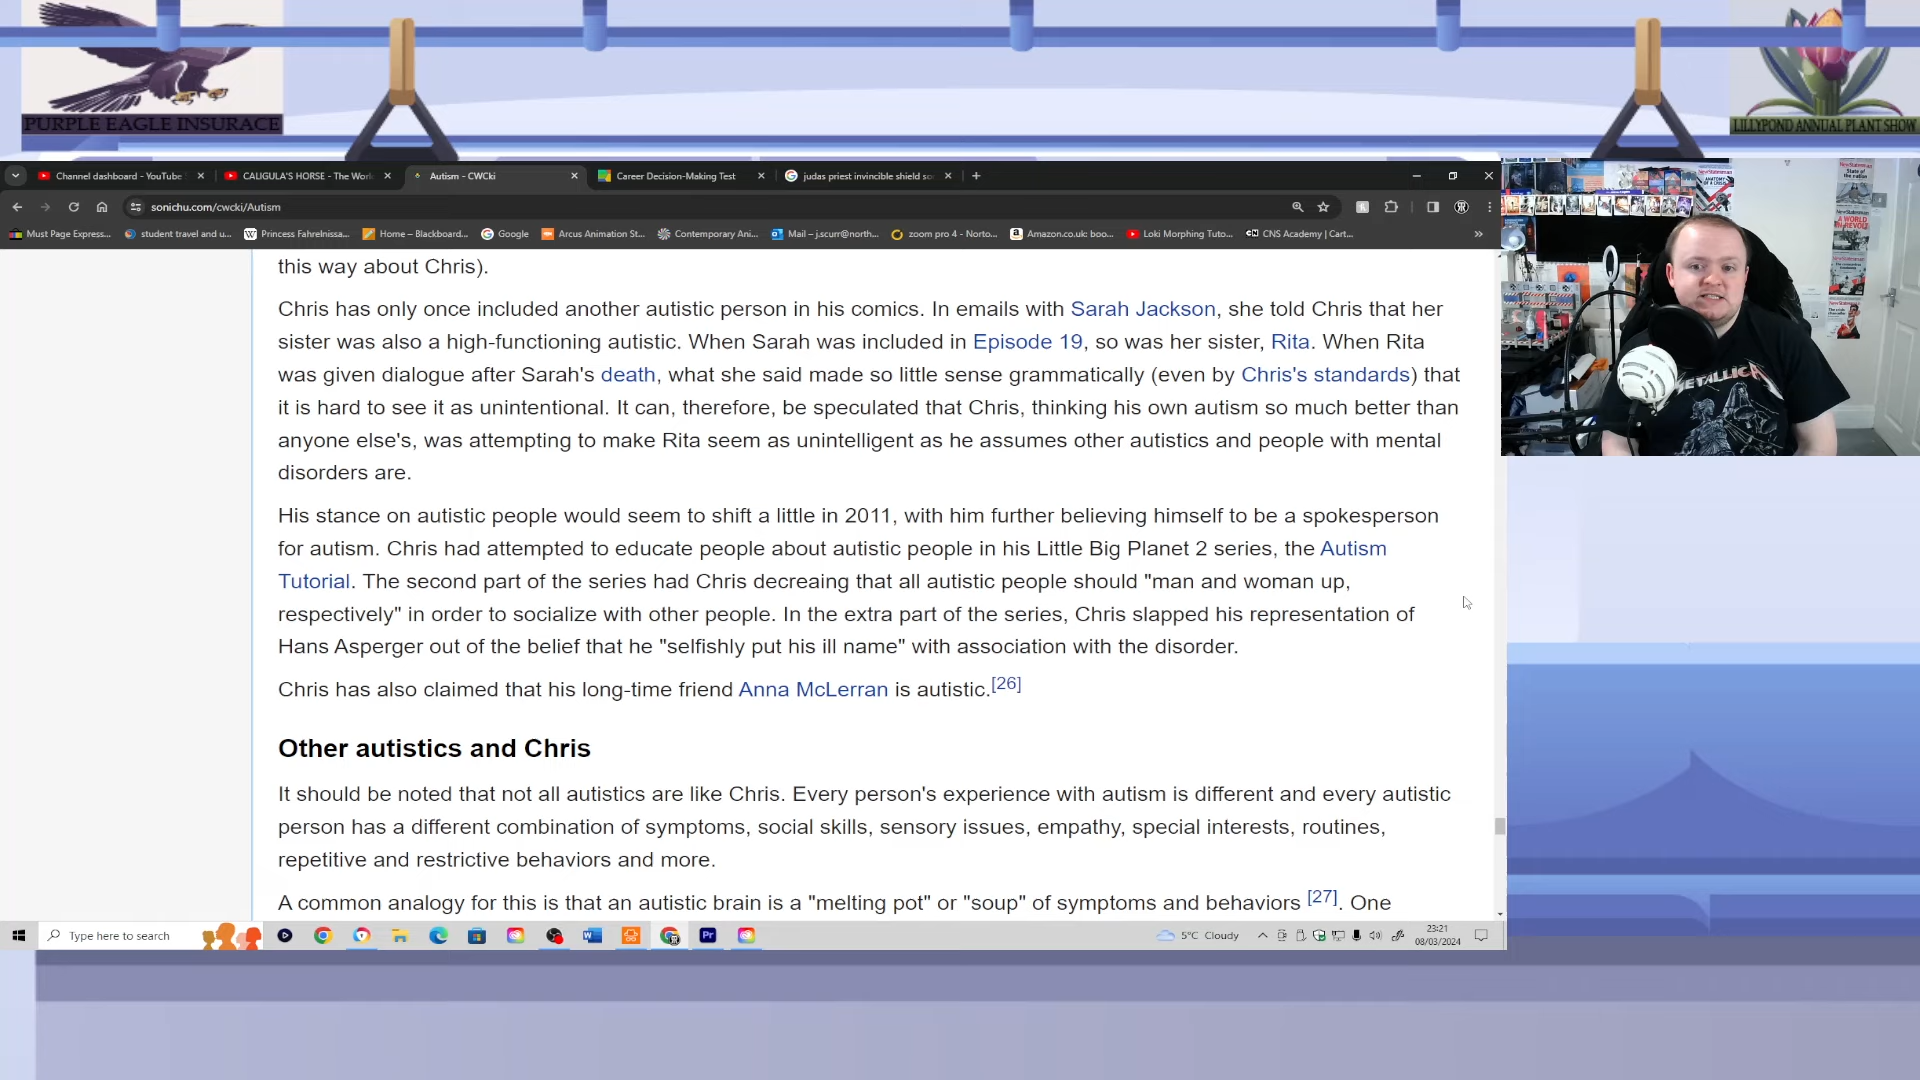 PURPLE EAGLE INSURACE
LILLYPOND ANNUAL PLANT SHOW
Channel dashboard - YouTube
CALIGULA'S HORSE - The Worl
Autism - CWCki
Career Decision-Making Test
judas priest invincible shield so
sonichu.com/cwcki/Autism
Must Page Express...
student travel and u...
Princess Fahrelnissa...
Home – Blackboard...
Google
Arcus Animation St...
Contemporary Ani...
Mail – j.scurr@north...
zoom pro 4 - Norto...
Amazon.co.uk: boo...
Loki Morphing Tuto...
CNS Academy | Cart...
this way about Chris).
Chris has only once included another autistic person in his comics. In emails with Sarah Jackson, she told Chris that her
sister was also a high-functioning autistic. When Sarah was included in Episode 19, so was her sister, Rita. When Rita
was given dialogue after Sarah's death, what she said made so little sense grammatically (even by Chris's standards) that
it is hard to see it as unintentional. It can, therefore, be speculated that Chris, thinking his own autism so much better than
anyone else's, was attempting to make Rita seem as unintelligent as he assumes other autistics and people with mental
disorders are.
His stance on autistic people would seem to shift a little in 2011, with him further believing himself to be a spokesperson
for autism. Chris had attempted to educate people about autistic people in his Little Big Planet 2 series, the Autism
Tutorial. The second part of the series had Chris decreaing that all autistic people should "man and woman up,
respectively" in order to socialize with other people. In the extra part of the series, Chris slapped his representation of
Hans Asperger out of the belief that he "selfishly put his ill name" with association with the disorder.
Chris has also claimed that his long-time friend Anna McLerran is autistic.[26]
Other autistics and Chris
It should be noted that not all autistics are like Chris. Every person's experience with autism is different and every autistic
person has a different combination of symptoms, social skills, sensory issues, empathy, special interests, routines,
repetitive and restrictive behaviors and more.
A common analogy for this is that an autistic brain is a "melting pot" or "soup" of symptoms and behaviors [27]. One
Type here to search
5°C Cloudy
23:21
08/03/2024
METALLICA
NewStatesman
State of the nation
A WORLD IN REVOLT